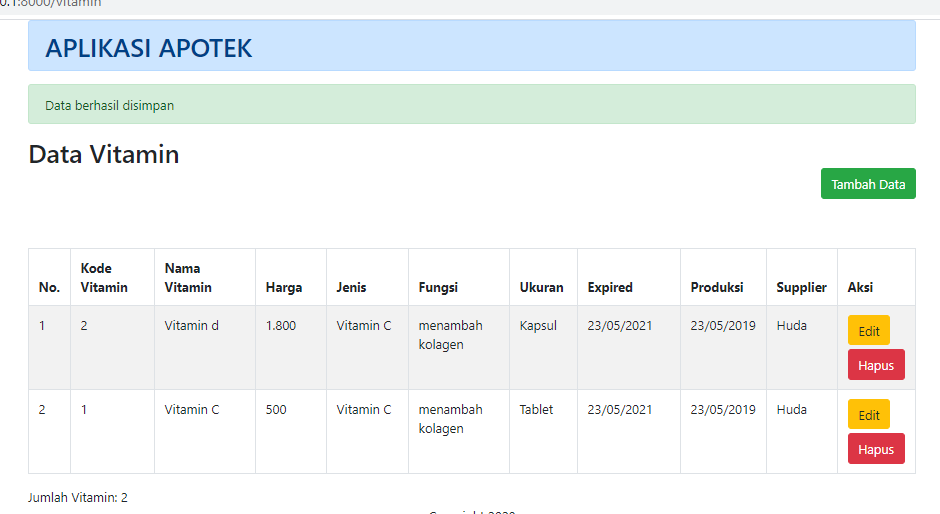 0.1:8000/vitamin
APLIKASI APOTEK
Data berhasil disimpan
Data Vitamin
Tambah Data
No. Kode Vitamin Nama Vitamin Harga Jenis Fungsi Ukuran Expired Produksi Supplier Aksi
1 2 Vitamin d 1.800 Vitamin C menambah kolagen Kapsul 23/05/2021 23/05/2019 Huda Edit Hapus
2 1 Vitamin C 500 Vitamin C menambah kolagen Tablet 23/05/2021 23/05/2019 Huda Edit Hapus
Jumlah Vitamin: 2